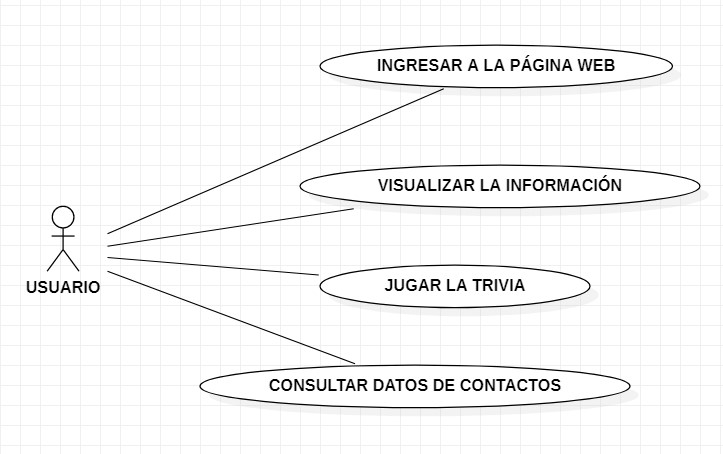 INGRESAR A LA PÁGINA WEB
VISUALIZAR LA INFORMACIÓN
USUARIO
JUGAR LA TRIVIA
CONSULTAR DATOS DE CONTACTOS